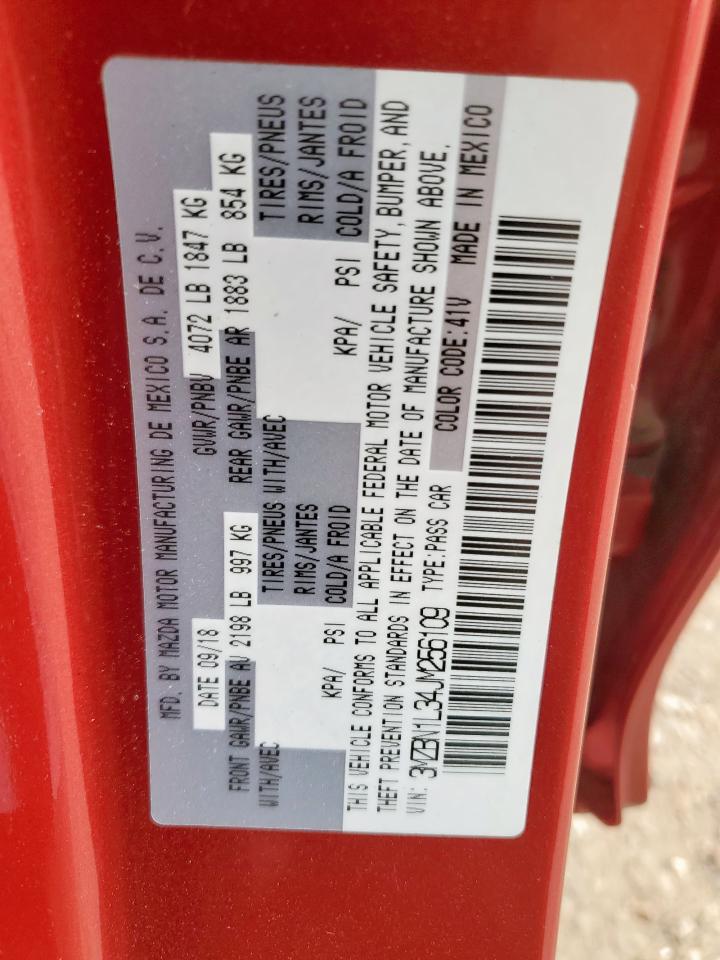 MFD. BY MAZDA MOTOR MANUFACTURING DE MEXICO S.A. DE C.V.
DATE 09/18 GVWR/PNBV 4072 LB 1847 KG
FRONT GAWR/PNBE AV 2198 LB 997 KG REAR GAWR/PNBE AR 1883 LB 854 KG
WITH/AVEC TIRES/PNEUS WITH/AVEC TIRES/PNEUS
RIMS/JANTES RIMS/JANTES
KPA/ PSI COLD/A FROID KPA/ PSI COLD/A FROID
THIS VEHICLE CONFORMS TO ALL APPLICABLE FEDERAL MOTOR VEHICLE SAFETY, BUMPER, AND
THEFT PREVENTION STANDARDS IN EFFECT ON THE DATE OF MANUFACTURE SHOWN ABOVE.
VIN: 3MZBN1L34JM256109 TYPE:PASS CAR COLOR CODE:41V MADE IN MEXICO